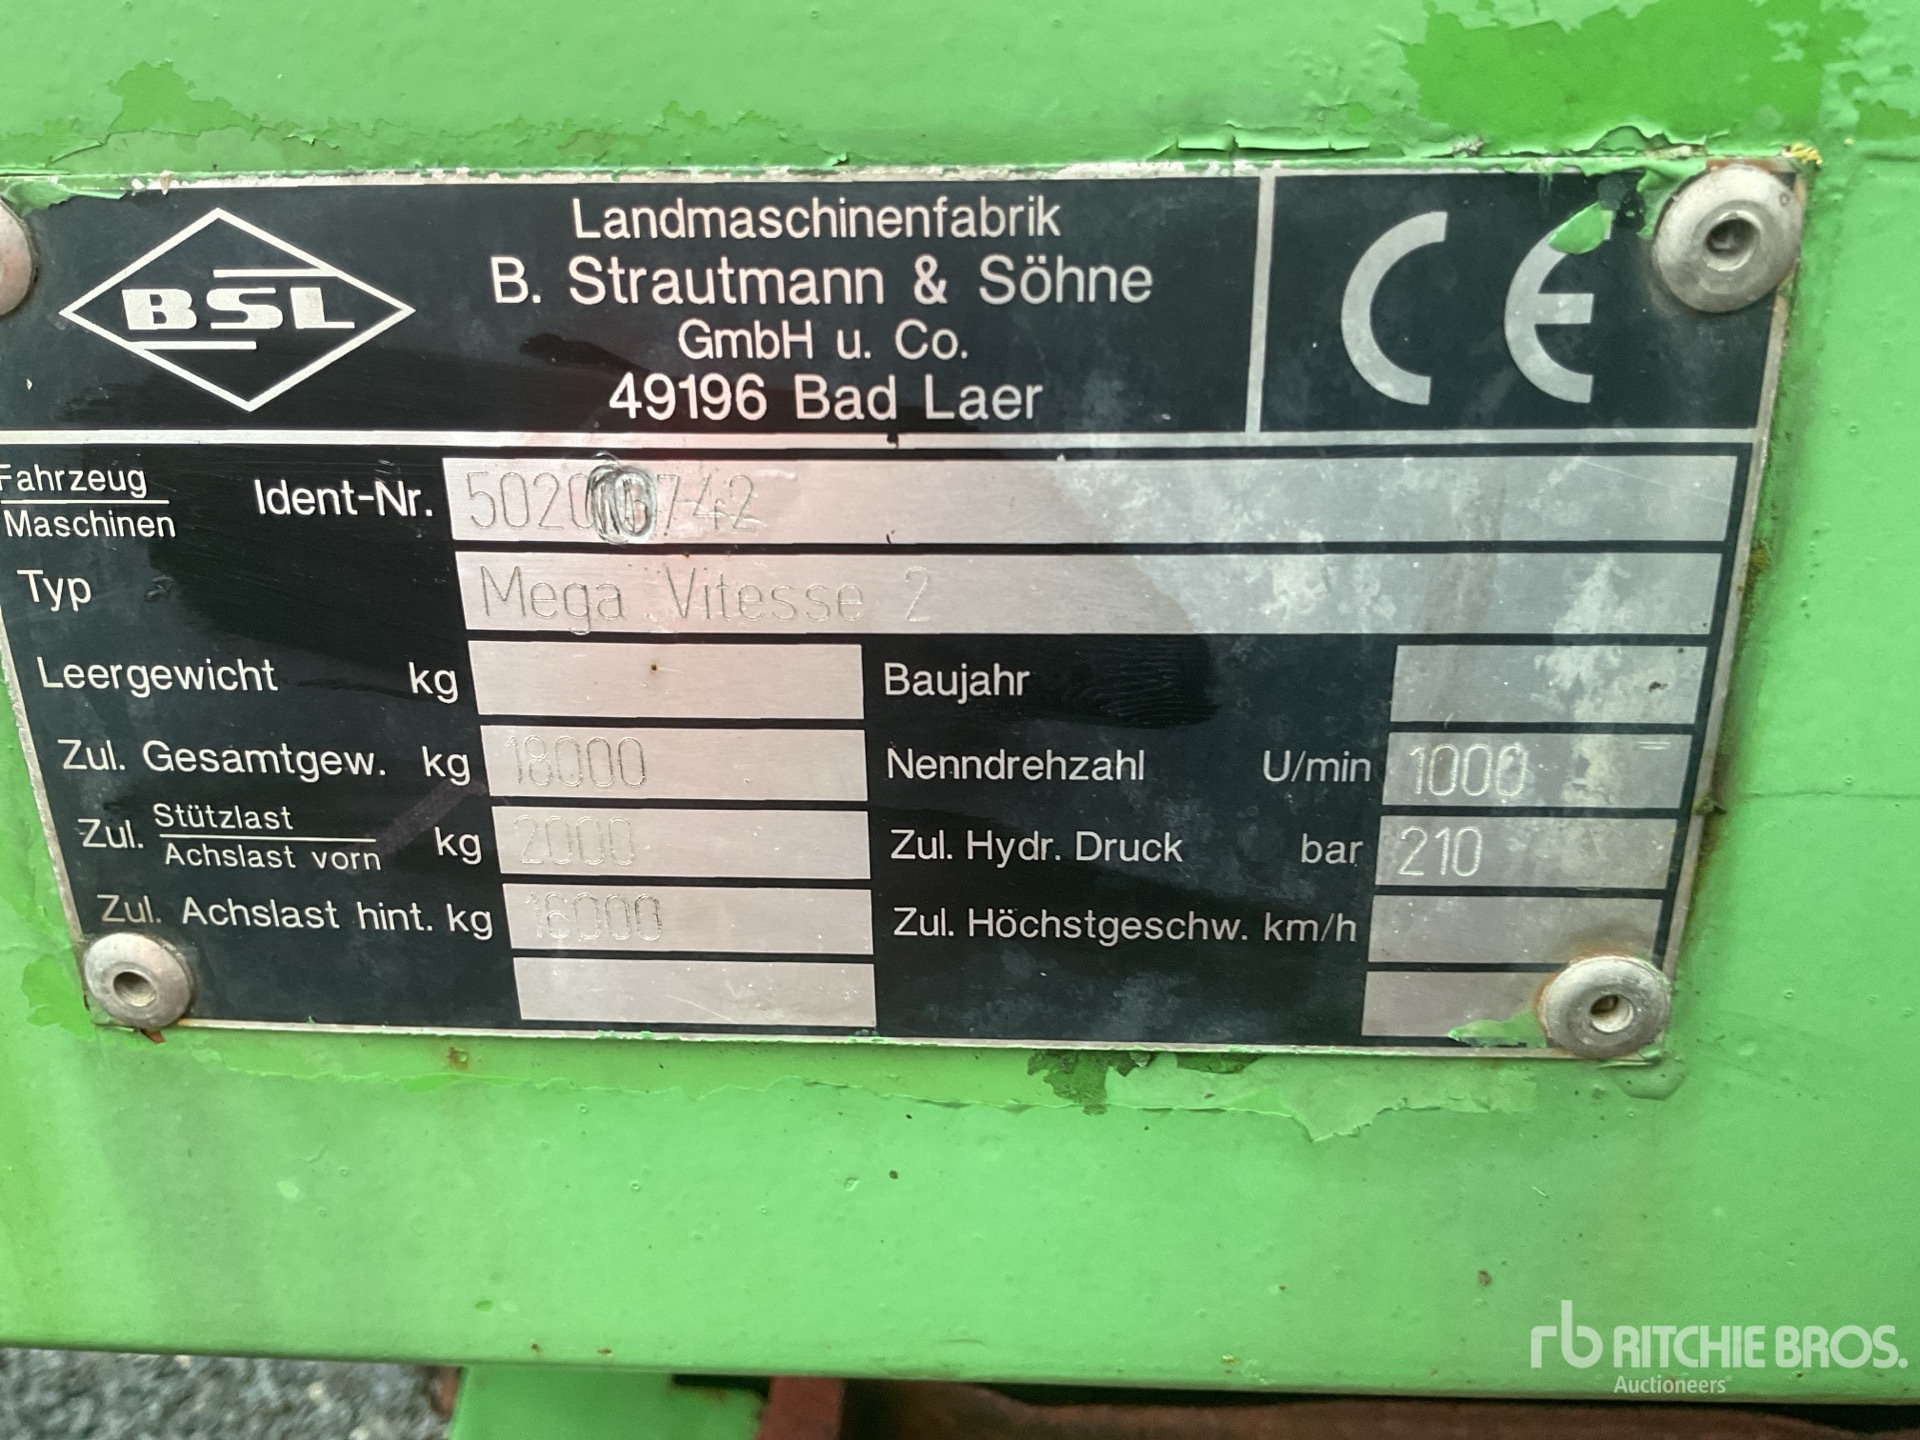 BSL
Landmaschinenfabrik
B. Strautmann & Söhne
GmbH u. Co.
49196 Bad Laer
CE
Fahrzeug
Maschinen
Ident-Nr.
Typ Mega Vitesse 2
Leergewicht kg
Baujahr
Zul. Gesamtgew. kg 18000
Nenndrehzahl U/min 1000
Zul. Stützlast
Achslast vorn kg 2000
Zul. Hydr. Druck bar 210
Zul. Achslast hint. kg 16000
Zul. Höchstgeschw. km/h
rb RITCHIE BROS.
Auctioneers